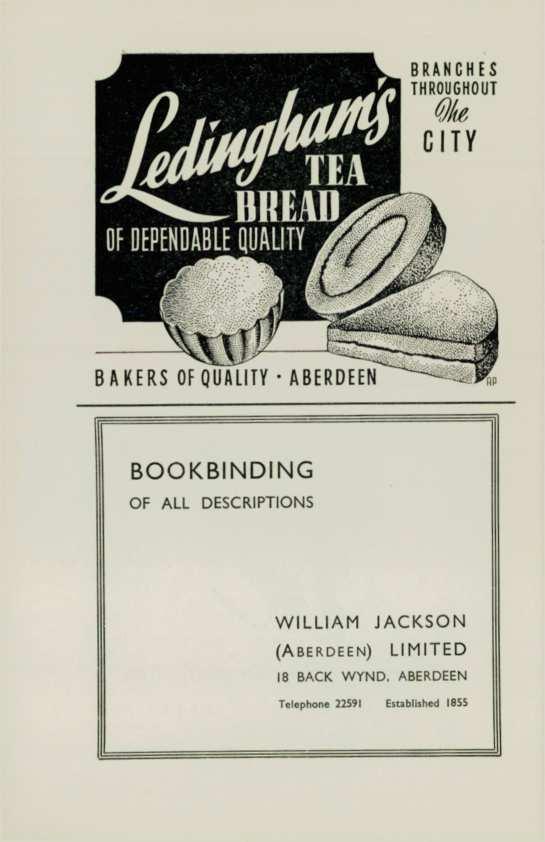 Ledingham's
TEA
BREAD
OF DEPENDABLE QUALITY
BRANCHES
THROUGHOUT
The
CITY
RP
BAKERS OF QUALITY · ABERDEEN
BOOKBINDING
OF ALL DESCRIPTIONS
WILLIAM JACKSON
(ABERDEEN) LIMITED
18 BACK WYND, ABERDEEN
Telephone 22591 Established 1855